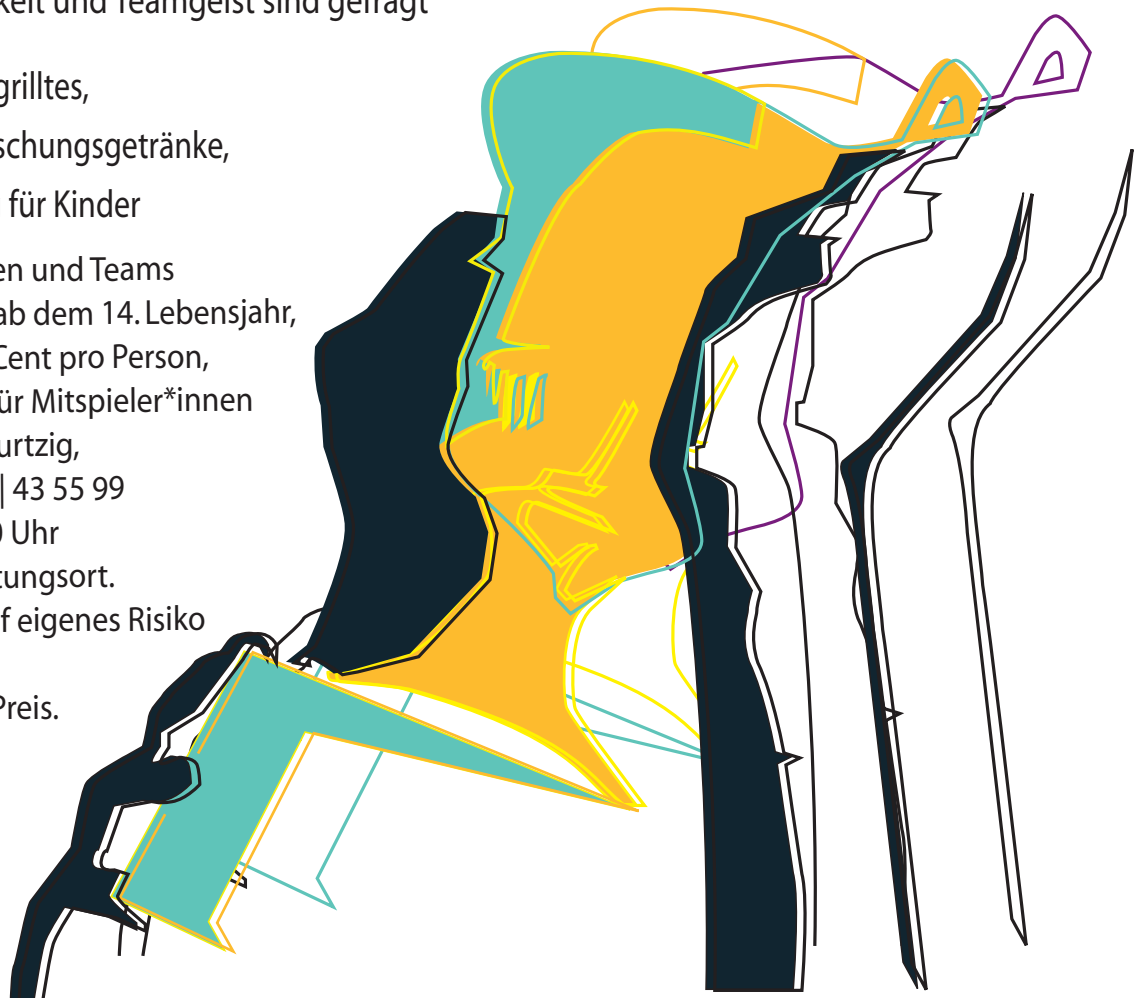 keit und Teamgeist sind gefragt
grilltes,
schungsgetränke,
für Kinder
en und Teams
ab dem 14. Lebensjahr,
Cent pro Person,
ür Mitspieler*innen
urtzig,
| 43 55 99
0 Uhr
tungsort.
f eigenes Risiko
Preis.